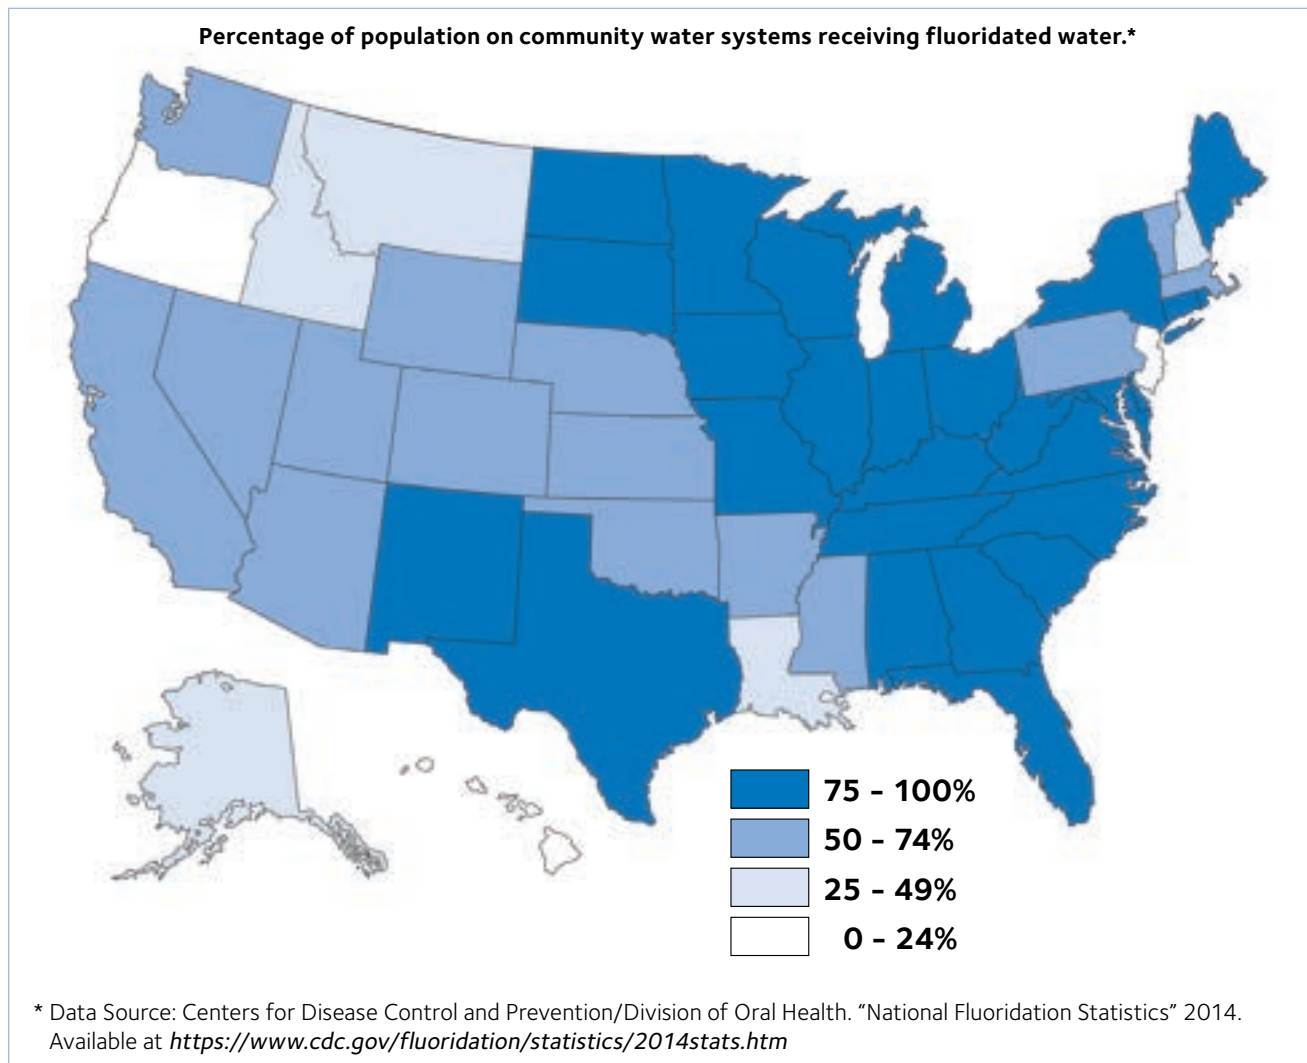 Percentage of population on community water systems receiving fluoridated water.*
75 – 100%
50 – 74%
25 – 49%
0 – 24%
* Data Source: Centers for Disease Control and Prevention/Division of Oral Health. “National Fluoridation Statistics” 2014.
Available at https://www.cdc.gov/fluoridation/statistics/2014stats.htm